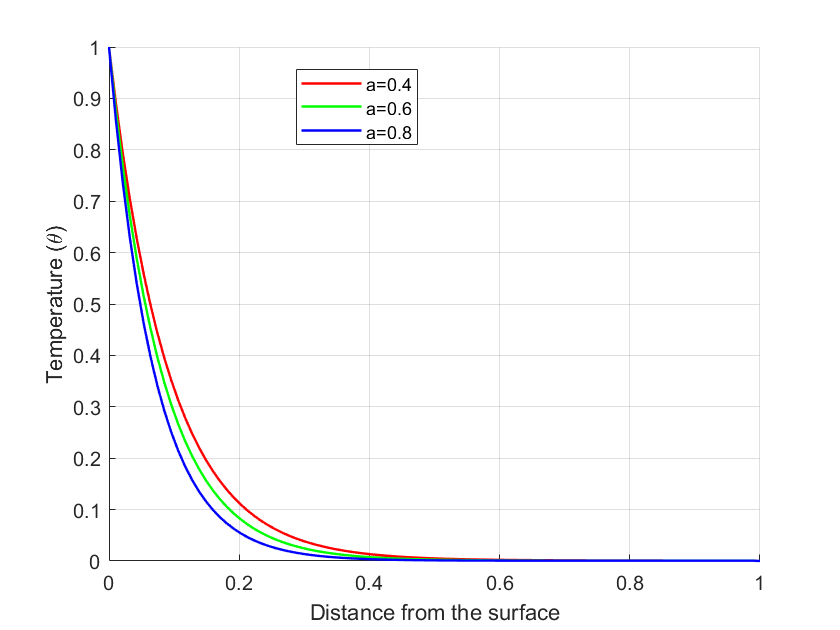 1
0.9
0.8
0.7
0.6
0.5
0.4
0.3
0.2
0.1
0
Temperature (θ)
a=0.4
a=0.6
a=0.8
0 0.2 0.4 0.6 0.8 1
Distance from the surface